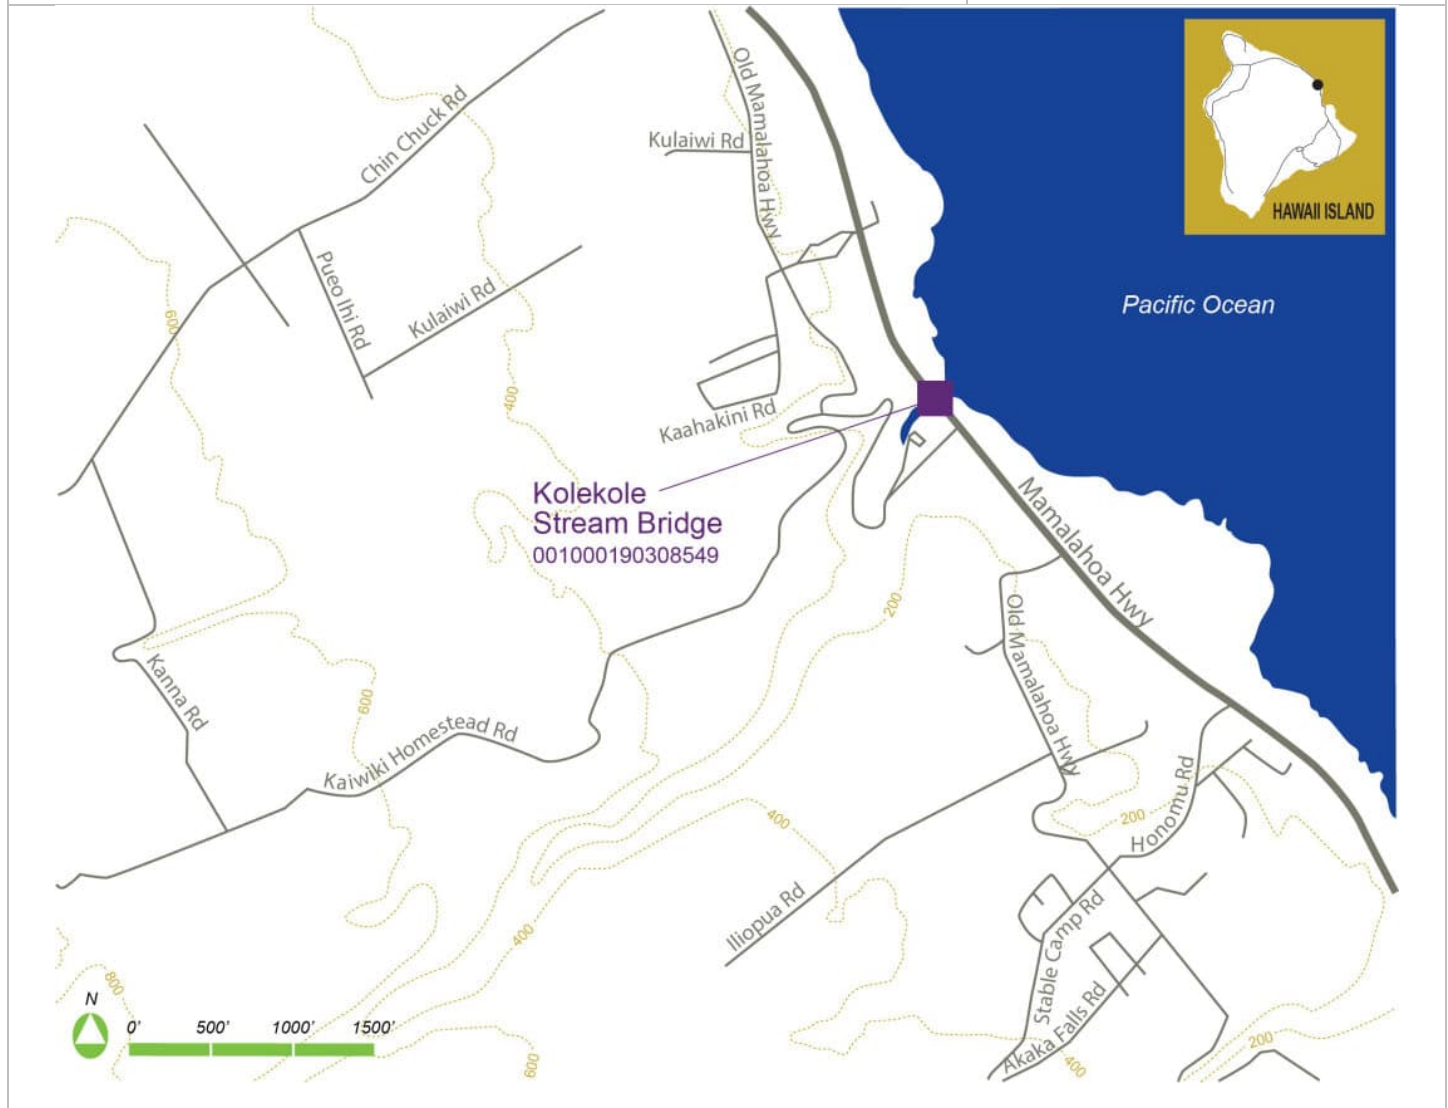 Old Mamalahoa Hwy
Kulaiwi Rd
Chin Chuck Rd
HAWAII ISLAND
Pacific Ocean
Pueo Ihi Rd
Kulaiwi Rd
600
400
Kaahakini Rd
Kolekole
Stream Bridge
001000190308549
Mamalahoa Hwy
200
Old Mamalahoa Hwy
Kanna Rd
600
Kaiwiki Homestead Rd
400
200
Honomu Rd
Iliopua Rd
400
Stable Camp Rd
Akaka Falls Rd
800
N
0' 500' 1000' 1500'
600
400
200